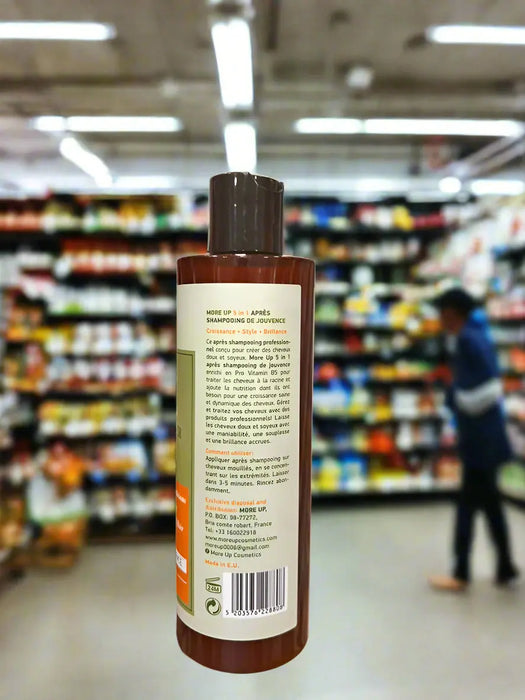 MORE UP 5 in 1 APRÈS
SHAMPOOING DE JOUVENCE
Croissance • Style • Brillance
Ce après shampooing profession-
nel conçu pour créer des cheveux
doux et soyeux. More Up 5 in 1
après shampooing de jouvence
enrichi en Pro Vitamin B5 pour
traiter les cheveux à la racine et
ajoute la nutrition dont ils ont
besoin pour une croissance saine
et dynamique des cheveux. Gérez
et traitez vos cheveux avec des
produits professionnels! Laisse
les cheveux doux et soyeux avec
une maniabilité, une souplesse
et une brillance accrues.
Comment utiliser:
Appliquer après shampooing sur
cheveux mouillés, en se concen-
trant sur les extrémités. Laisser
dans 3-5 minutes. Rincez abon-
damment.
Exclusive disposal and
distributor: MORE UP,
P.O. BOX: 08-77272,
Brix comte robert, France
Tel: +33 160022918
www.moreupcosmetics.com
moreup0008@gmail.com
More Up Cosmetics
Made in E.U.
24M
5 203576 228808